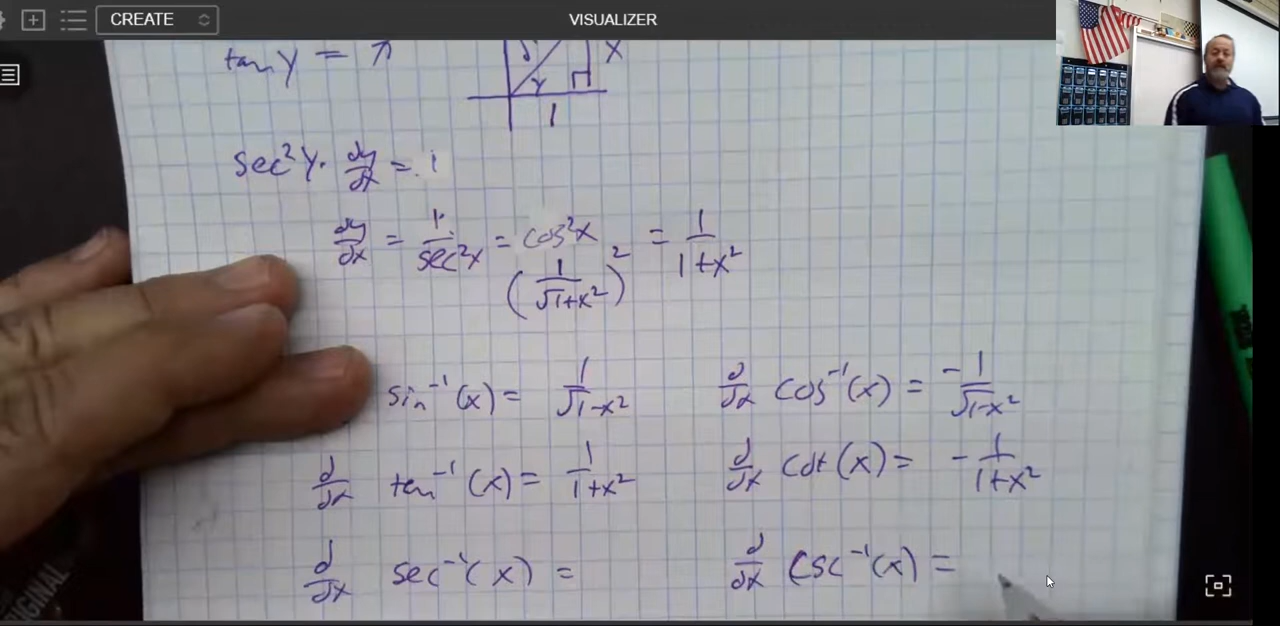 CREATE
VISUALIZER
tan y = x
x
y
1
sec²y · dy/dx = 1
dy/dx = 1/sec²x = cos²x = 1/(1+x²)
(1/√1+x²)²
sin⁻¹(x) = 1/√1-x²
d/dx cos⁻¹(x) = -1/√1-x²
d/dx tan⁻¹(x) = 1/1+x²
d/dx cot(x) = -1/1+x²
d/dx sec⁻¹(x) =
d/dx csc⁻¹(x) =